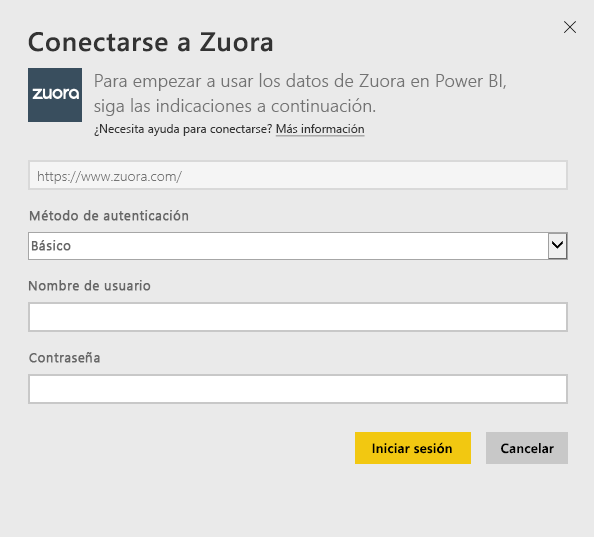 Conectarse a Zuora
zuora
Para empezar a usar los datos de Zuora en Power BI,
siga las indicaciones a continuación.
¿Necesita ayuda para conectarse? Más información
https://www.zuora.com/
Método de autenticación
Básico
Nombre de usuario
Contraseña
Iniciar sesión
Cancelar